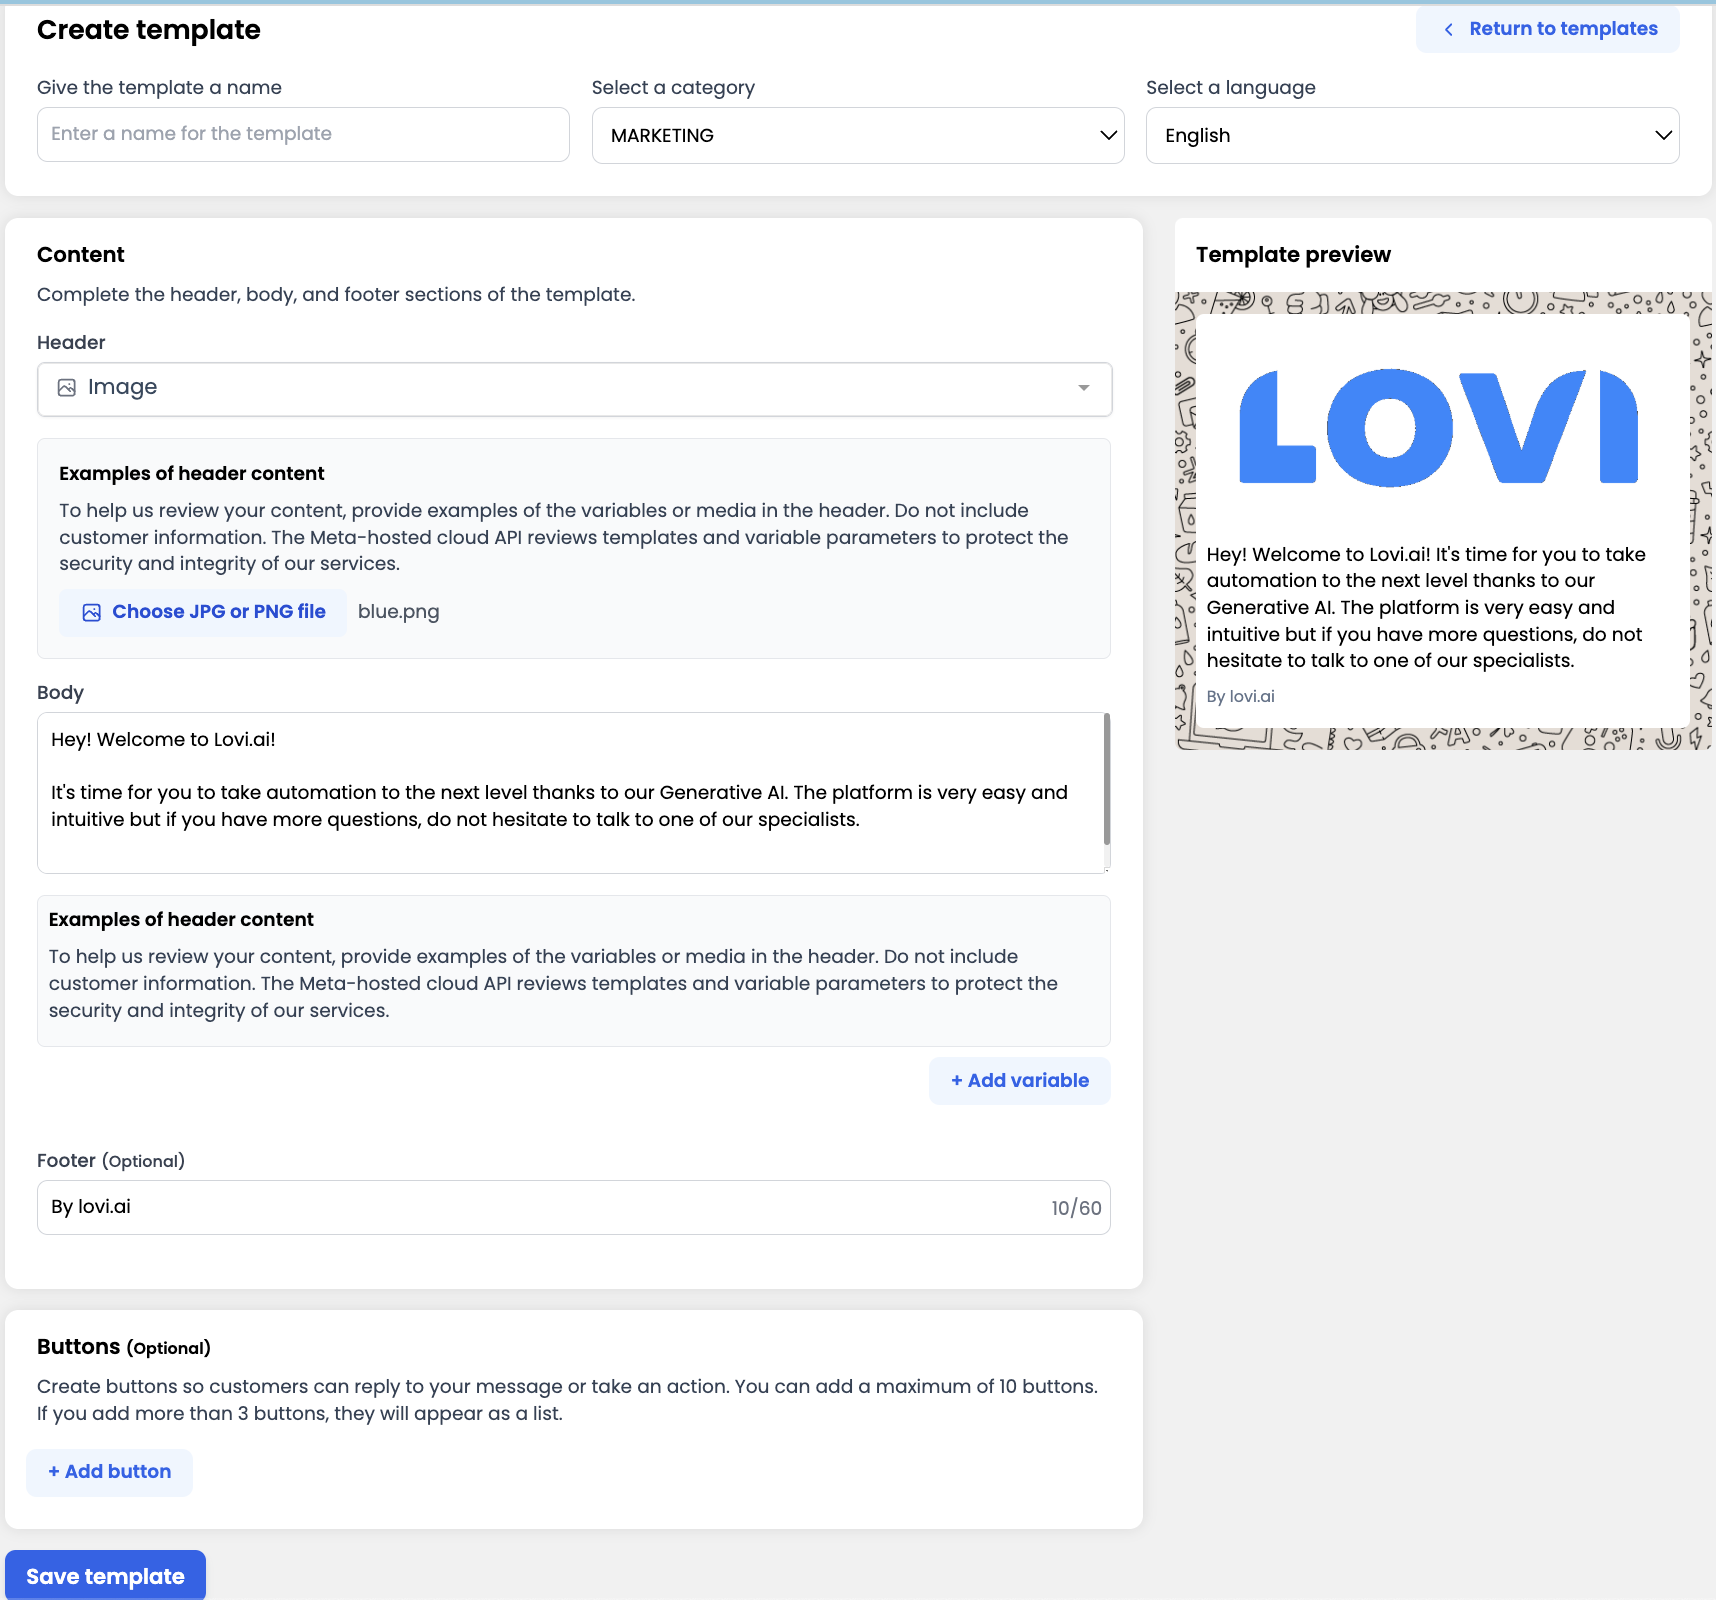 Create template
Return to templates
Give the template a name
Select a category
Select a language
Enter a name for the template
MARKETING
English
Content
Complete the header, body, and footer sections of the template.
Header
Image
Examples of header content
To help us review your content, provide examples of the variables or media in the header. Do not include
customer information. The Meta-hosted cloud API reviews templates and variable parameters to protect the
security and integrity of our services.
Choose JPG or PNG file
blue.png
Body
Hey! Welcome to Lovi.ai!
It's time for you to take automation to the next level thanks to our Generative AI. The platform is very easy and
intuitive but if you have more questions, do not hesitate to talk to one of our specialists.
Examples of header content
To help us review your content, provide examples of the variables or media in the header. Do not include
customer information. The Meta-hosted cloud API reviews templates and variable parameters to protect the
security and integrity of our services.
+ Add variable
Footer (Optional)
By lovi.ai
10/60
Buttons (Optional)
Create buttons so customers can reply to your message or take an action. You can add a maximum of 10 buttons.
If you add more than 3 buttons, they will appear as a list.
+ Add button
Save template
Template preview
LOVI
Hey! Welcome to Lovi.ai! It's time for you to take
automation to the next level thanks to our
Generative AI. The platform is very easy and
intuitive but if you have more questions, do not
hesitate to talk to one of our specialists.
By lovi.ai